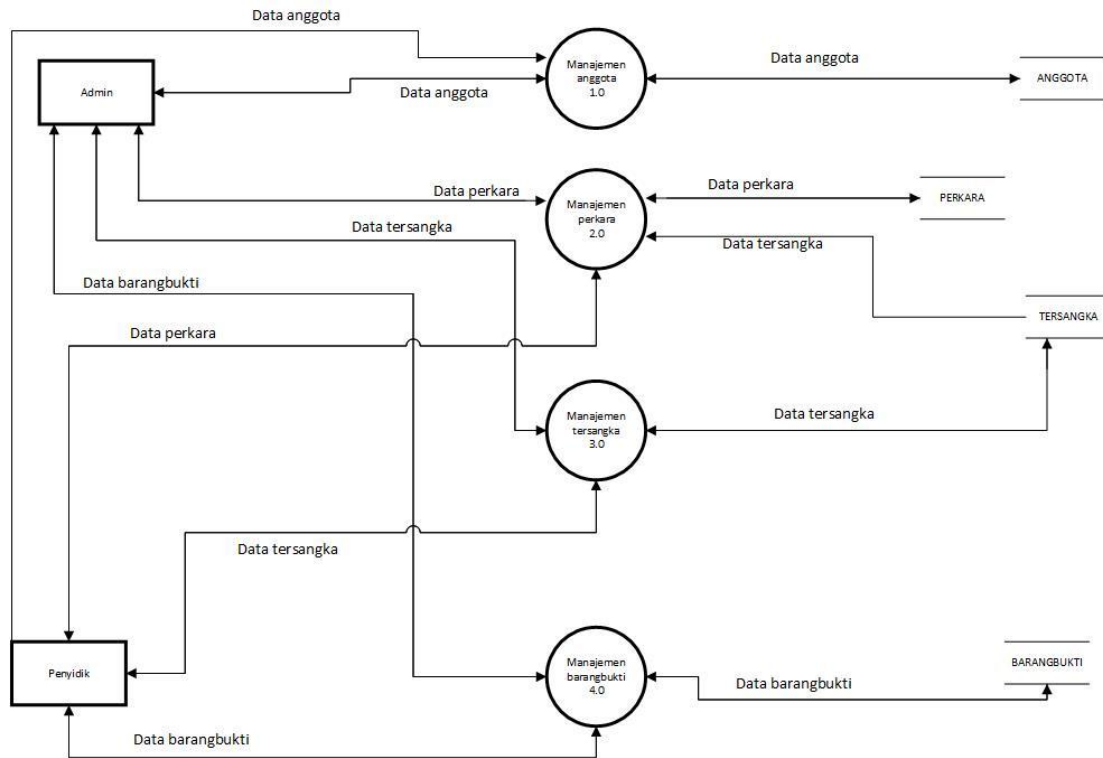 Data anggota
Admin
Data anggota
Manajemen
anggota
1.0
Data anggota
ANGGOTA
Data perkara
Manajemen
perkara
2.0
Data perkara
PERKARA
Data tersangka
Data tersangka
Data barangbukti
TERSANGKA
Data perkara
Manajemen
tersangka
3.0
Data tersangka
Data tersangka
Penyidik
Manajemen
barangbukti
4.0
BARANGBUKTI
Data barangbukti
Data barangbukti